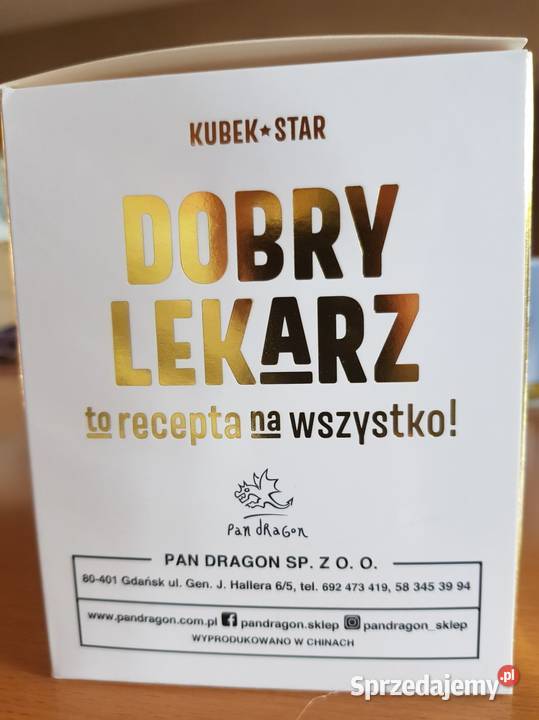 KUBEK★STAR
DOBRY
LEKARZ
to recepta na wszystko!
pan dRagon
PAN DRAGON SP. Z O. O.
80-401 Gdańsk ul. Gen. J. Hallera 6/5, tel. 692 473 419, 58 345 39 94
www.pandragon.com.pl pandragon.sklep pandragon_sklep
WYPRODUKOWANO W CHINACH
Sprzedajemy.pl